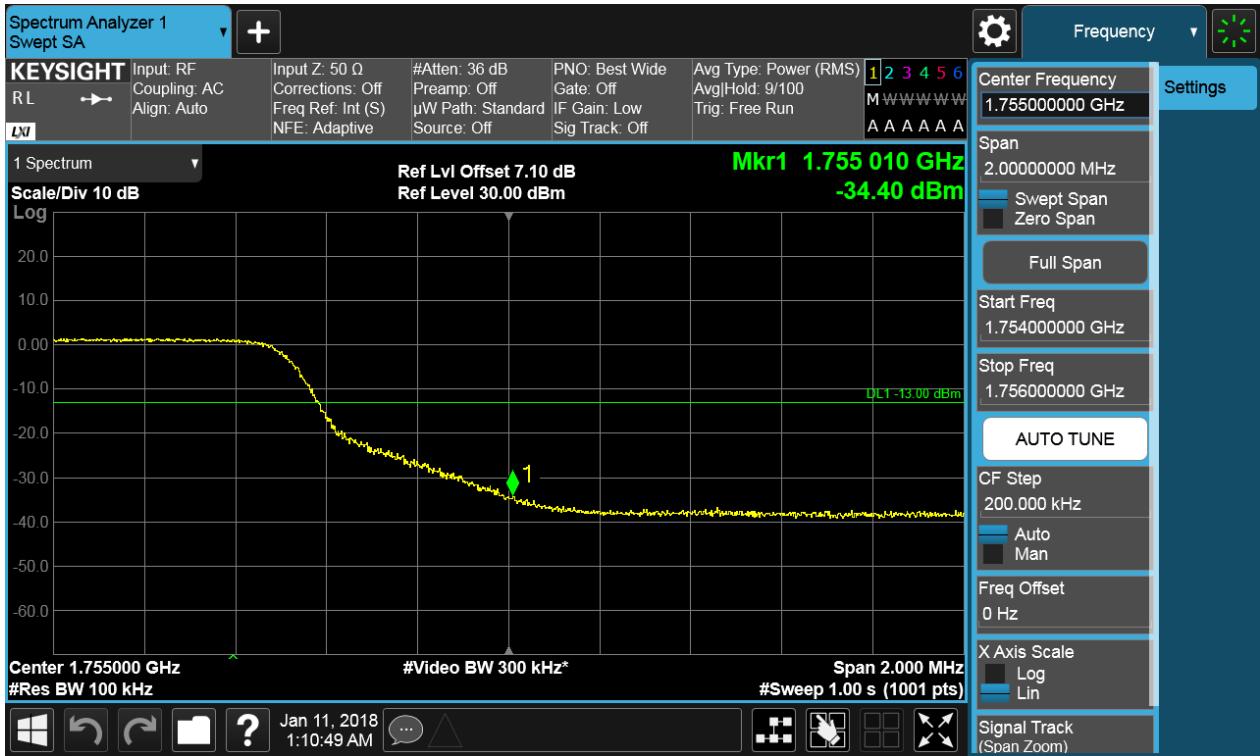 Spectrum Analyzer 1
Swept SA
Frequency
KEYSIGHT
R L
LXI
Input: RF
Coupling: AC
Align: Auto
Input Z: 50 Ω
Corrections: Off
Freq Ref: Int (S)
NFE: Adaptive
#Atten: 36 dB
Preamp: Off
µW Path: Standard
Source: Off
PNO: Best Wide
Gate: Off
IF Gain: Low
Sig Track: Off
Avg Type: Power (RMS)
Avg|Hold: 9/100
Trig: Free Run
1 2 3 4 5 6
M W W W W W
A A A A A A
1 Spectrum
Scale/Div 10 dB
Log
Ref Lvl Offset 7.10 dB
Ref Level 30.00 dBm
Mkr1 1.755 010 GHz
-34.40 dBm
20.0
10.0
0.00
-10.0
-20.0
-30.0
-40.0
-50.0
-60.0
DL1 -13.00 dBm
1
Center 1.755000 GHz
#Res BW 100 kHz
#Video BW 300 kHz*
Span 2.000 MHz
#Sweep 1.00 s (1001 pts)
Jan 11, 2018
1:10:49 AM
Center Frequency
1.755000000 GHz
Settings
Span
2.00000000 MHz
Swept Span
Zero Span
Full Span
Start Freq
1.754000000 GHz
Stop Freq
1.756000000 GHz
AUTO TUNE
CF Step
200.000 kHz
Auto
Man
Freq Offset
0 Hz
X Axis Scale
Log
Lin
Signal Track
(Span Zoom)